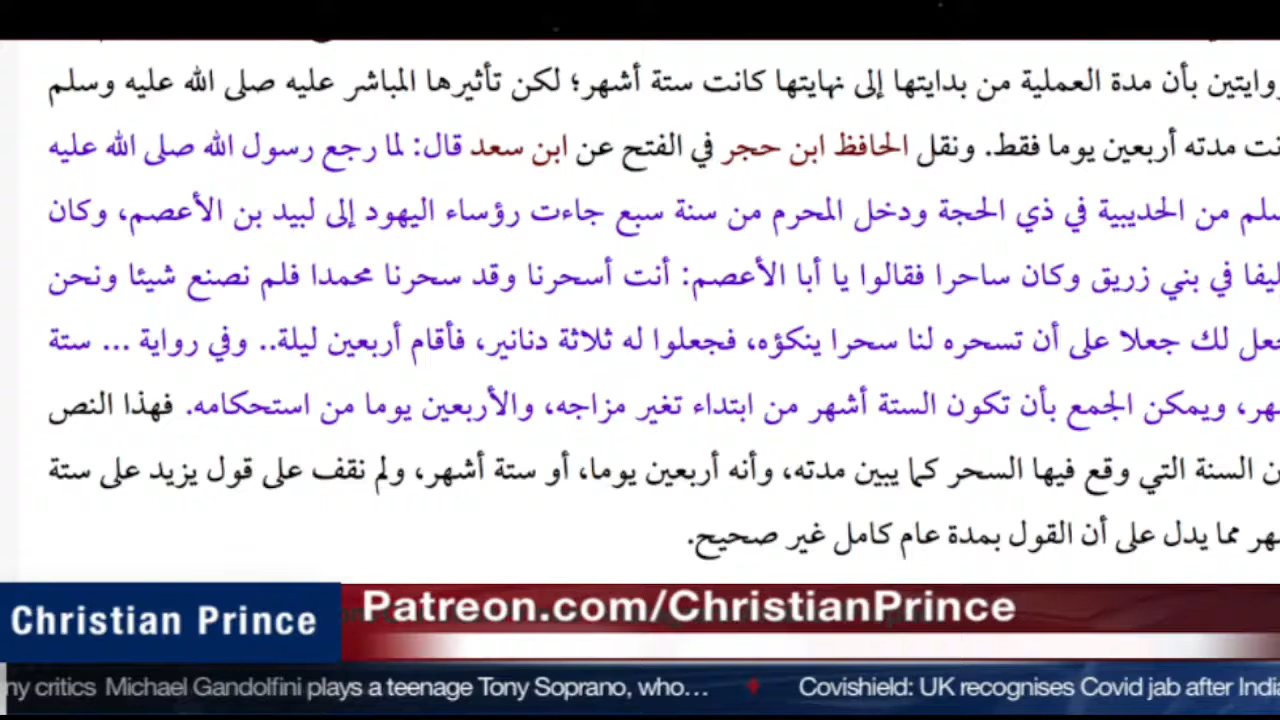 بأن مدة العملية من بدايتها إلى نهايتها كانت ستة أشهر؛ لكن تأثيرها المباشر عليه صلى الله عليه وسلم
مدته أربعين يوما فقط. ونقل الحافظ ابن حجر في الفتح عن ابن سعد قال: لما رجع رسول الله صلى الله عليه
من الحديبية في ذي الحجة ودخل المحرم من سنة سبع جاءت رؤساء اليهود إلى لبيد بن الأعصم، وكان
في بني زريق وكان ساحرا فقالوا يا أبا الأعصم: أنت أسحرنا وقد سحرنا محمدا فلم نصنع شيئا ونحن
لك جعلا على أن تسحره لنا سحرا ينكؤه، فجعلوا له ثلاثة دنانير، فأقام أربعين ليلة.. وفي رواية ... ستة
ويمكن الجمع بأن تكون الستة أشهر من ابتداء تغير مزاجه، والأربعين يوما من استحكامه. فهذا النص
السنة التي وقع فيها السحر كما يبين مدته، وأنه أربعين يوما، أو ستة أشهر، ولم نقف على قول يزيد على ستة
مما يدل على أن القول بمدة عام كامل غير صحيح.
Christian Prince
Patreon.com/ChristianPrince
ny critics Michael Gandolfini plays a teenage Tony Soprano, who... Covishield: UK recognises Covid jab after India